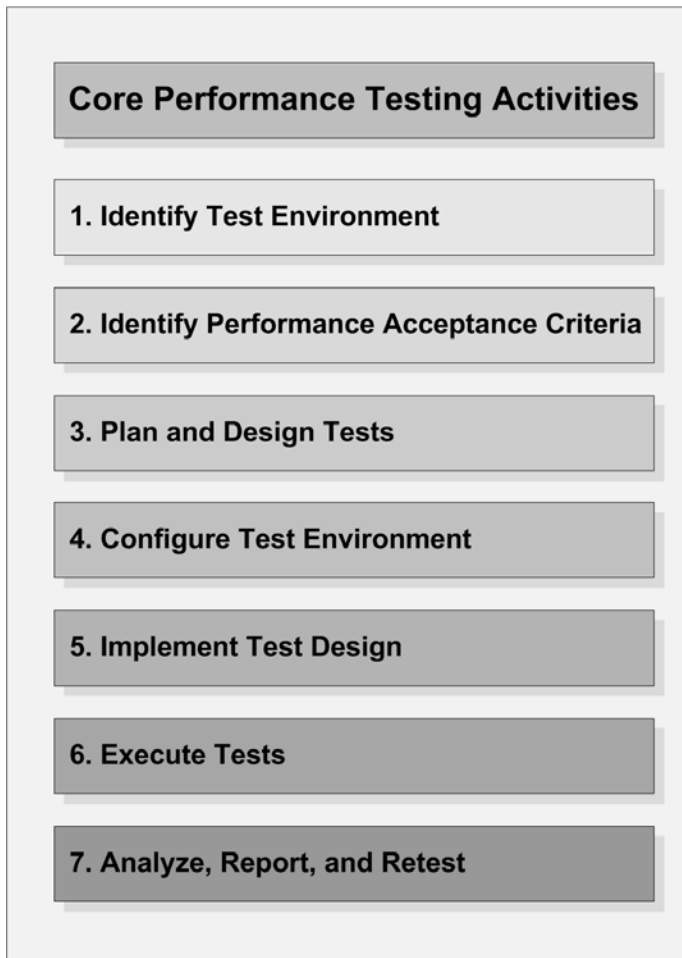 Core Performance Testing Activities
1. Identify Test Environment
2. Identify Performance Acceptance Criteria
3. Plan and Design Tests
4. Configure Test Environment
5. Implement Test Design
6. Execute Tests
7. Analyze, Report, and Retest